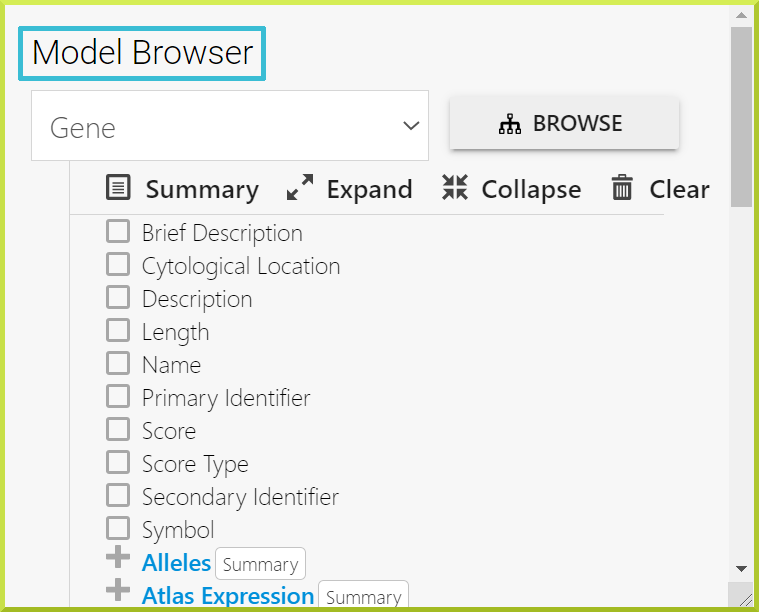 Model Browser
Gene
BROWSE
Summary Expand Collapse Clear
Brief Description
Cytological Location
Description
Length
Name
Primary Identifier
Score
Score Type
Secondary Identifier
Symbol
Alleles Summary
Atlas Expression Summary